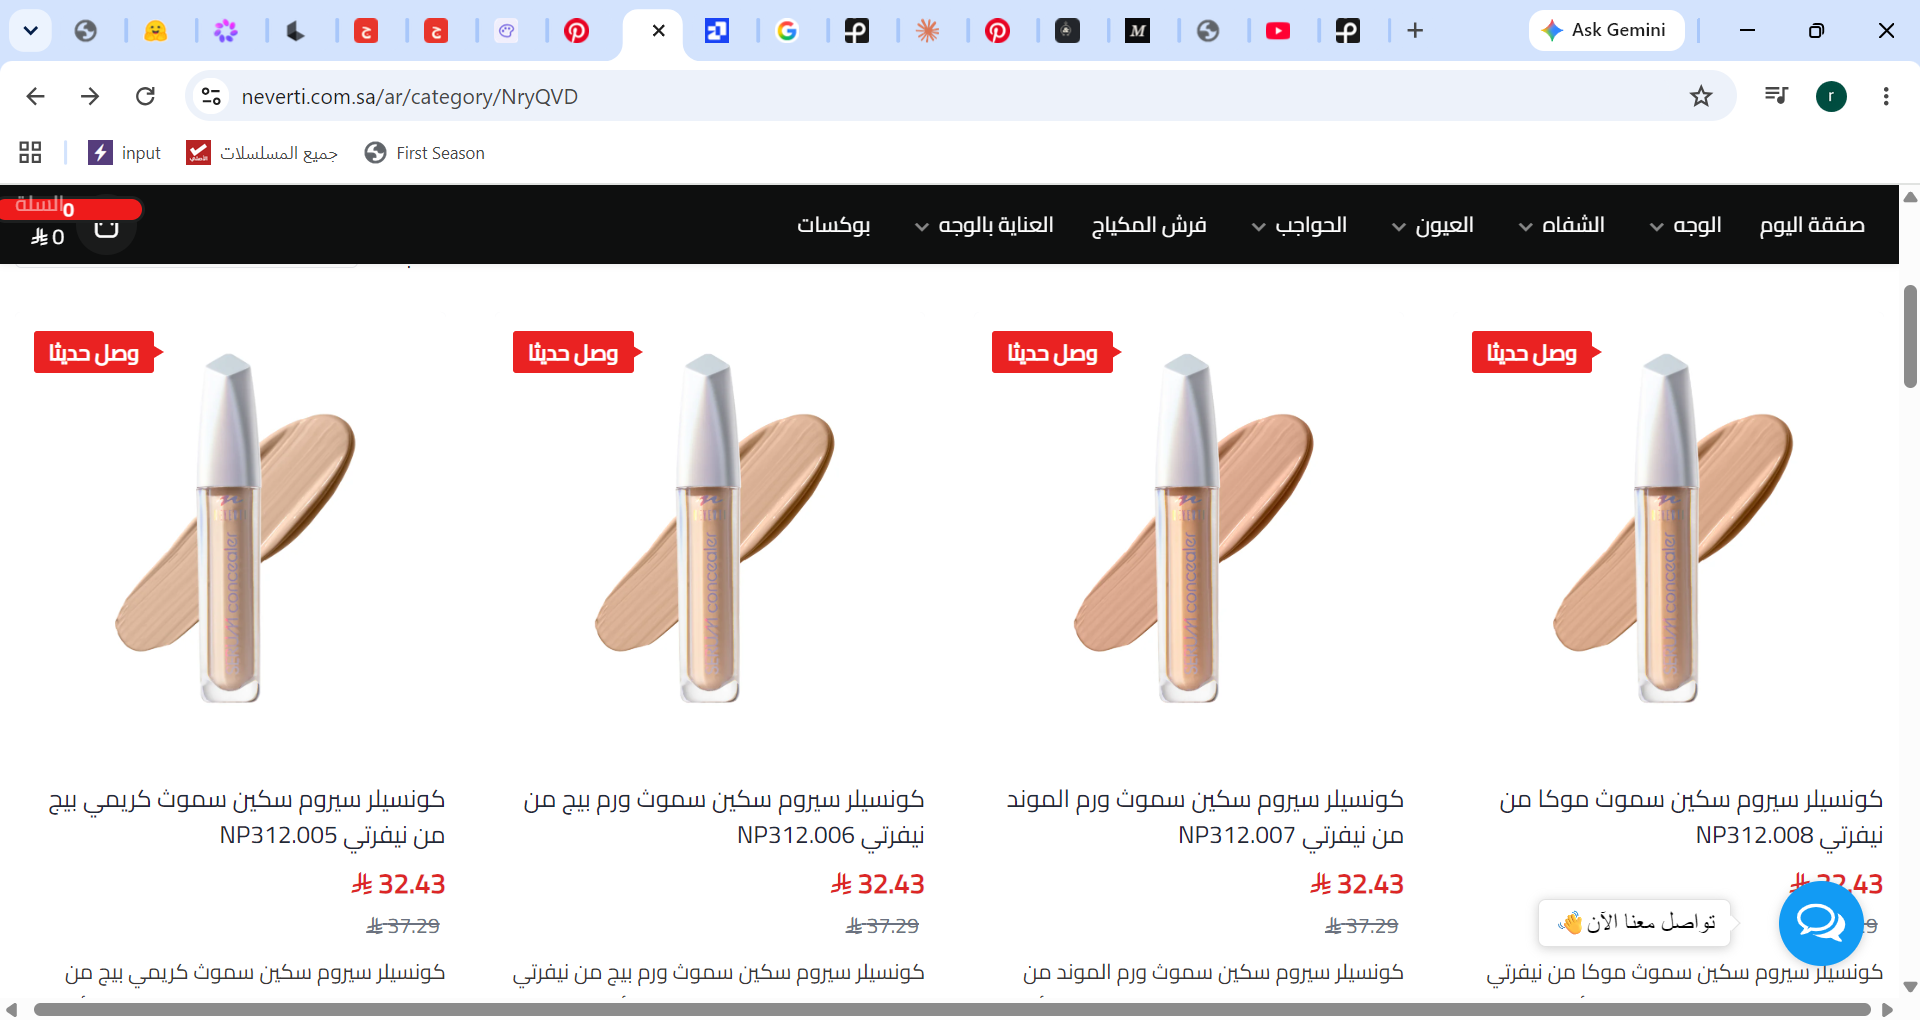 Ask Gemini
neverti.com.sa/ar/category/NryQVD
r
input
جميع المسلسلات
First Season
صفقة اليوم
الوجه
الشفاه
العيون
الحواجب
فرش المكياج
العناية بالوجه
بوكسات
السلة
0
0
وصل حديثا
وصل حديثا
وصل حديثا
وصل حديثا
concealer
concealer
concealer
concealer
كونسيلر سيروم سكين سموث موكا من
نيفرتي NP312.008
كونسيلر سيروم سكين سموث ورم الموند
من نيفرتي NP312.007
كونسيلر سيروم سكين سموث ورم بيج من
نيفرتي NP312.006
كونسيلر سيروم سكين سموث كريمي بيج
من نيفرتي NP312.005
32.43
32.43
32.43
37.29
37.29
37.29
تواصل معنا الآن 👋
كونسيلر سيروم سكين سموث موكا من نيفرتي
كونسيلر سيروم سكين سموث ورم الموند من
كونسيلر سيروم سكين سموث ورم بيج من نيفرتي
كونسيلر سيروم سكين سموث كريمي بيج من